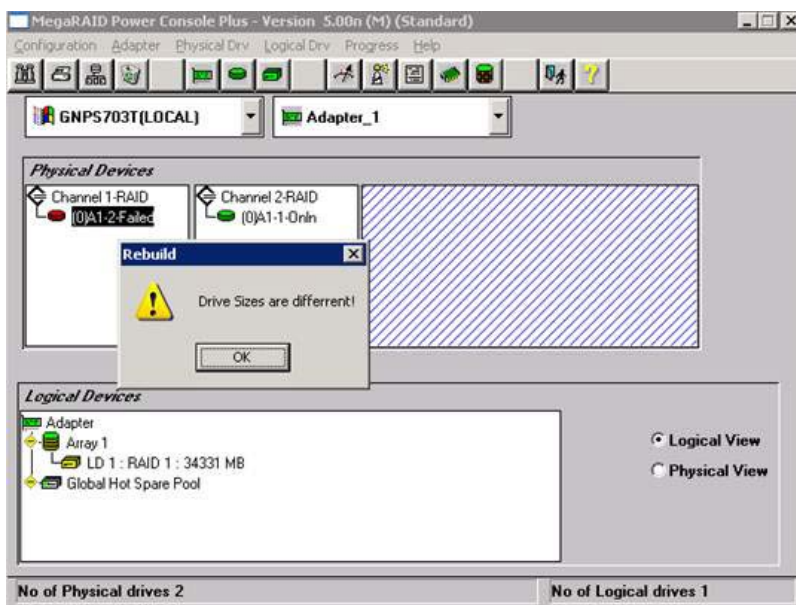 MegaRAID Power Console Plus - Version 5.00n (M) (Standard)
Configuration Adapter Physical Drv Logical Drv Progress Help
GNPS703T(LOCAL) Adapter_1
Physical Devices
Channel 1-RAID
(0)A1-2-Failed
Channel 2-RAID
(0)A1-1-Onln
Rebuild
Drive Sizes are differrent!
OK
Logical Devices
Adapter
Array 1
LD 1 : RAID 1 : 34331 MB
Global Hot Spare Pool
Logical View
Physical View
No of Physical drives 2 No of Logical drives 1